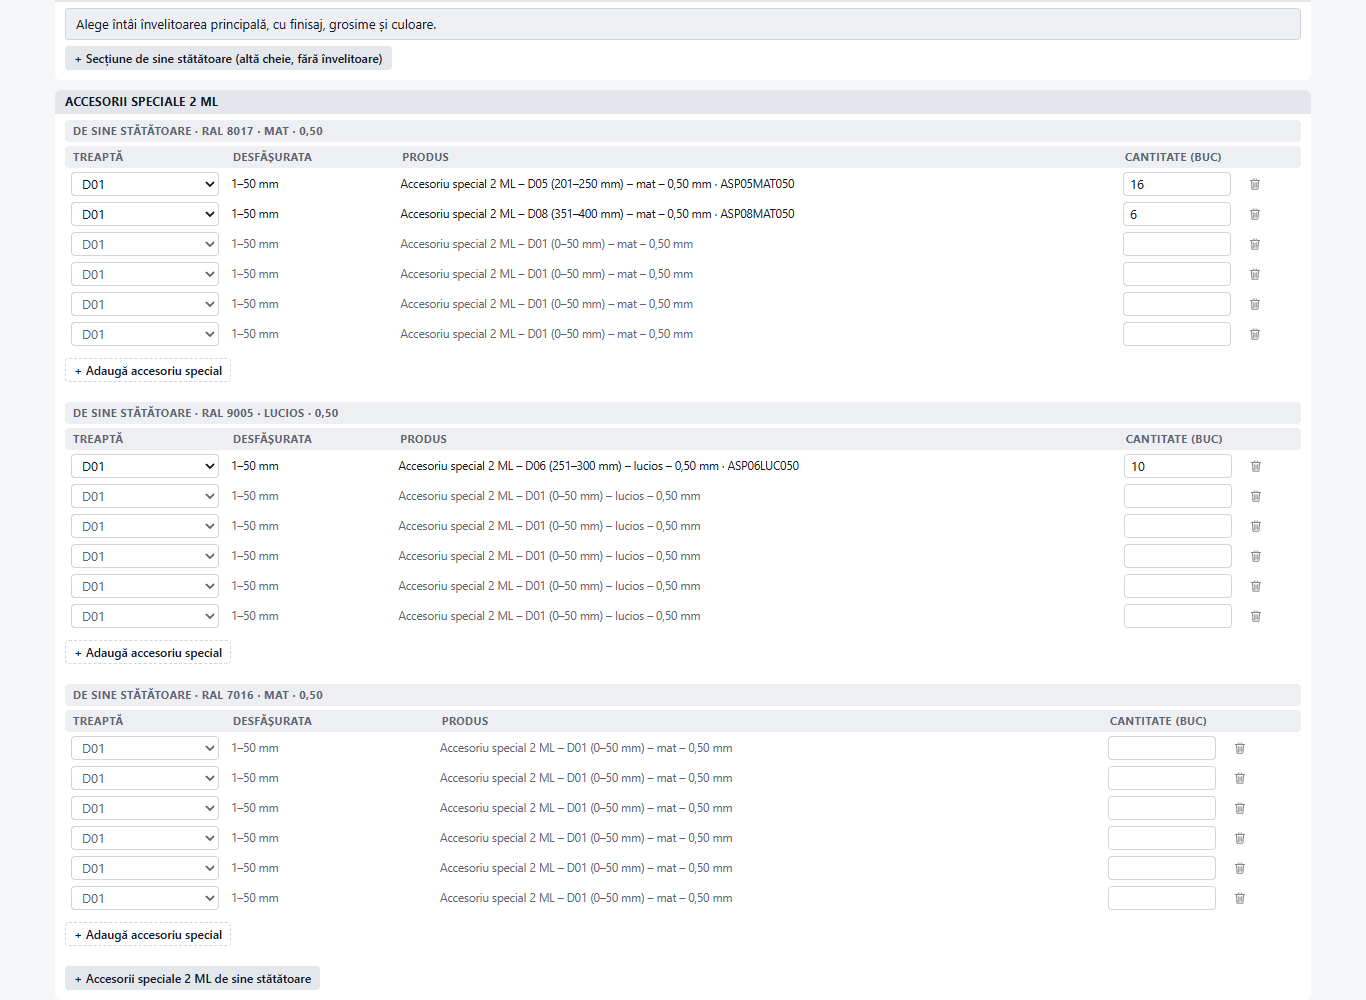 Alege întâi învelitoarea principală, cu finisaj, grosime și culoare.
+ Secțiune de sine stătătoare (altă cheie, fără învelitoare)
ACCESORII SPECIALE 2 ML
DE SINE STĂTĂTOARE · RAL 8017 · MAT · 0,50
TREAPTĂ DESFĂȘURATA PRODUS CANTITATE (BUC)
D01 1–50 mm Accesoriu special 2 ML – D05 (201–250 mm) – mat – 0,50 mm · ASP05MAT050 16
D01 1–50 mm Accesoriu special 2 ML – D08 (351–400 mm) – mat – 0,50 mm · ASP08MAT050 6
D01 1–50 mm Accesoriu special 2 ML – D01 (0–50 mm) – mat – 0,50 mm
D01 1–50 mm Accesoriu special 2 ML – D01 (0–50 mm) – mat – 0,50 mm
D01 1–50 mm Accesoriu special 2 ML – D01 (0–50 mm) – mat – 0,50 mm
D01 1–50 mm Accesoriu special 2 ML – D01 (0–50 mm) – mat – 0,50 mm
+ Adaugă accesoriu special
DE SINE STĂTĂTOARE · RAL 9005 · LUCIOS · 0,50
TREAPTĂ DESFĂȘURATA PRODUS CANTITATE (BUC)
D01 1–50 mm Accesoriu special 2 ML – D06 (251–300 mm) – lucios – 0,50 mm · ASP06LUC050 10
D01 1–50 mm Accesoriu special 2 ML – D01 (0–50 mm) – lucios – 0,50 mm
D01 1–50 mm Accesoriu special 2 ML – D01 (0–50 mm) – lucios – 0,50 mm
D01 1–50 mm Accesoriu special 2 ML – D01 (0–50 mm) – lucios – 0,50 mm
D01 1–50 mm Accesoriu special 2 ML – D01 (0–50 mm) – lucios – 0,50 mm
D01 1–50 mm Accesoriu special 2 ML – D01 (0–50 mm) – lucios – 0,50 mm
+ Adaugă accesoriu special
DE SINE STĂTĂTOARE · RAL 7016 · MAT · 0,50
TREAPTĂ DESFĂȘURATA PRODUS CANTITATE (BUC)
D01 1–50 mm Accesoriu special 2 ML – D01 (0–50 mm) – mat – 0,50 mm
D01 1–50 mm Accesoriu special 2 ML – D01 (0–50 mm) – mat – 0,50 mm
D01 1–50 mm Accesoriu special 2 ML – D01 (0–50 mm) – mat – 0,50 mm
D01 1–50 mm Accesoriu special 2 ML – D01 (0–50 mm) – mat – 0,50 mm
D01 1–50 mm Accesoriu special 2 ML – D01 (0–50 mm) – mat – 0,50 mm
D01 1–50 mm Accesoriu special 2 ML – D01 (0–50 mm) – mat – 0,50 mm
+ Adaugă accesoriu special
+ Accesorii speciale 2 ML de sine stătătoare